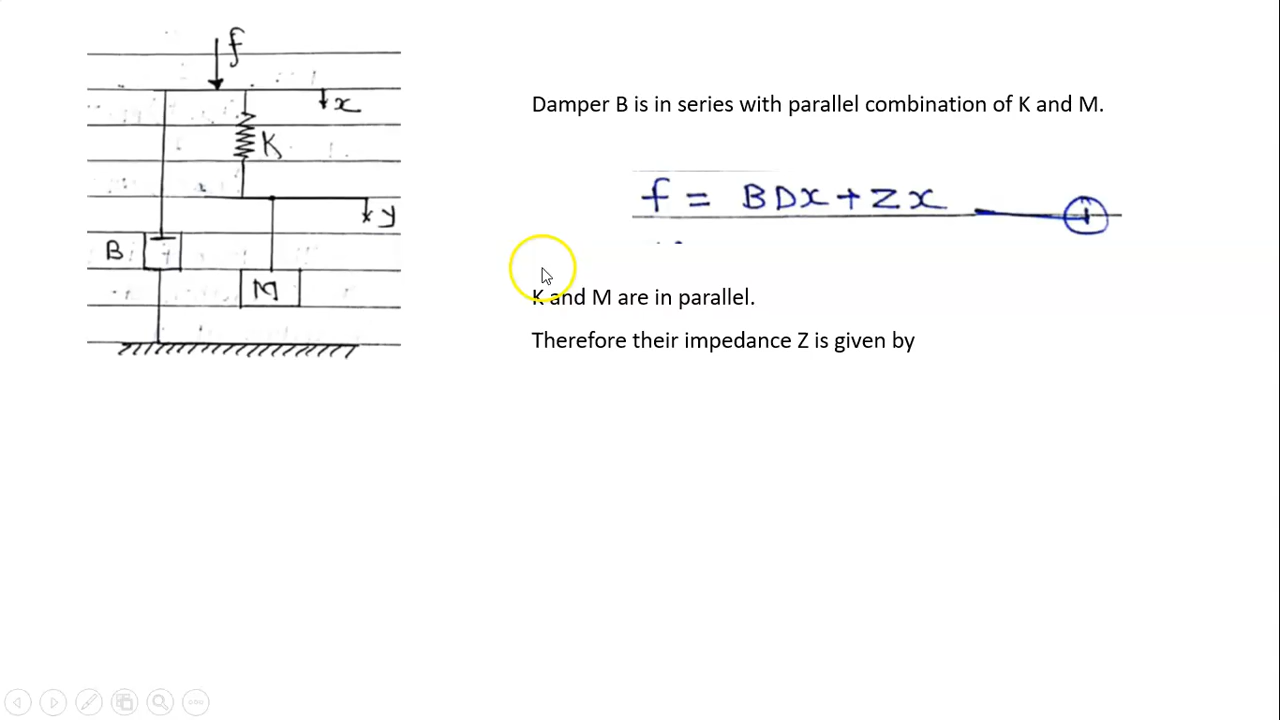 f
x
K
y
B
M
Damper B is in series with parallel combination of K and M.
f = BDx + Zx 1
K and M are in parallel.
Therefore their impedance Z is given by